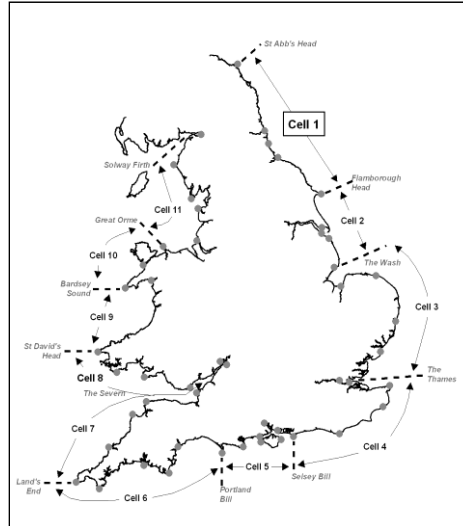 St Abb's Head
Cell 1
Solway Firth
Flamborough
Head
Great Orme
Cell 11
Cell 2
Cell 10
The Wash
Bardsey
Sound
Cell 9
Cell 3
St David's
Head
Cell 8
The
Thames
The Severn
Cell 7
Cell 4
Cell 5
Selsey Bill
Land's
End
Cell 6
Portland
Bill